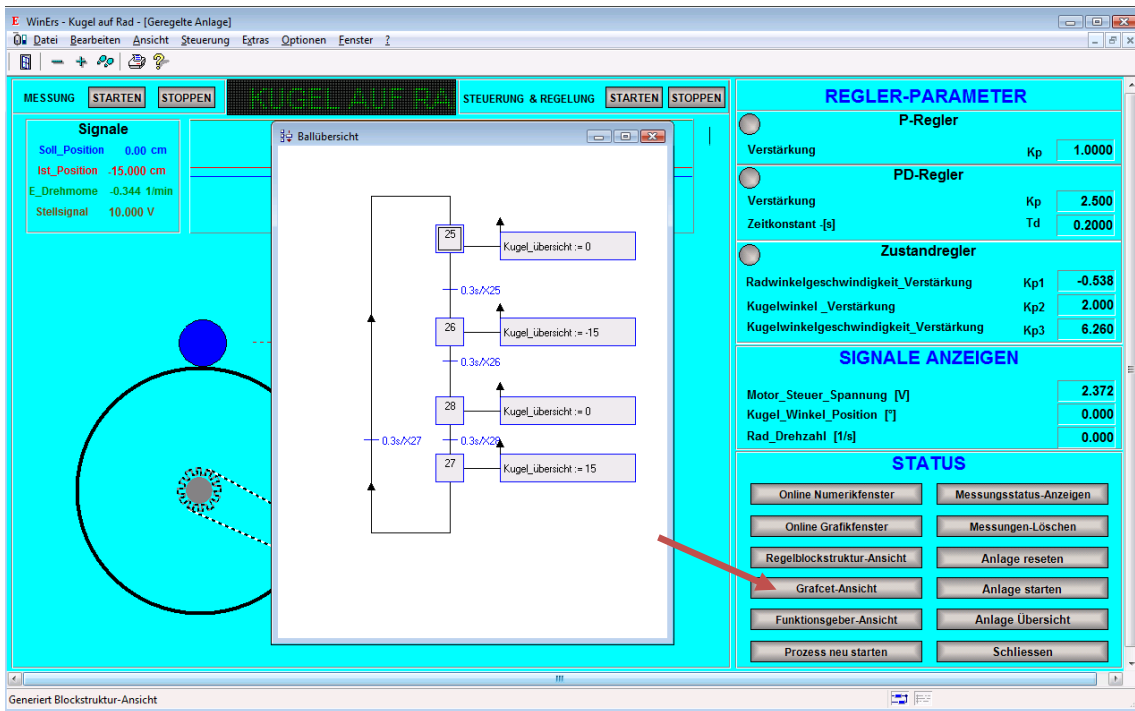 WinErs - Kugel auf Rad - [Geregelte Anlage]
Datei Bearbeiten Ansicht Steuerung Extras Optionen Fenster ?
MESSUNG STARTEN STOPPEN KUGEL AUF RA STEUERUNG & REGELUNG STARTEN STOPPEN
Signale
Soll_Position 0.00 cm
Ist_Position -15.000 cm
E_Drehmome -0.344 1/min
Stellsignal 10.000 V
Ballübersicht
25 Kugel_übersicht := 0
0.3s/X25
26 Kugel_übersicht := -15
0.3s/X26
28 Kugel_übersicht := 0
0.3s/X27 0.3s/X28
27 Kugel_übersicht := 15
REGLER-PARAMETER
P-Regler
Verstärkung Kp 1.0000
PD-Regler
Verstärkung Kp 2.500
Zeitkonstant -[s] Td 0.2000
Zustandregler
Radwinkelgeschwindigkeit_Verstärkung Kp1 -0.538
Kugelwinkel _Verstärkung Kp2 2.000
Kugelwinkelgeschwindigkeit_Verstärkung Kp3 6.260
SIGNALE ANZEIGEN
Motor_Steuer_Spannung [V] 2.372
Kugel_Winkel_Position [°] 0.000
Rad_Drehzahl [1/s] 0.000
STATUS
Online Numerikfenster Messungsstatus-Anzeigen
Online Grafikfenster Messungen-Löschen
Regelblockstruktur-Ansicht Anlage reseten
Grafcet-Ansicht Anlage starten
Funktionsgeber-Ansicht Anlage Übersicht
Prozess neu starten Schliessen
Generiert Blockstruktur-Ansicht